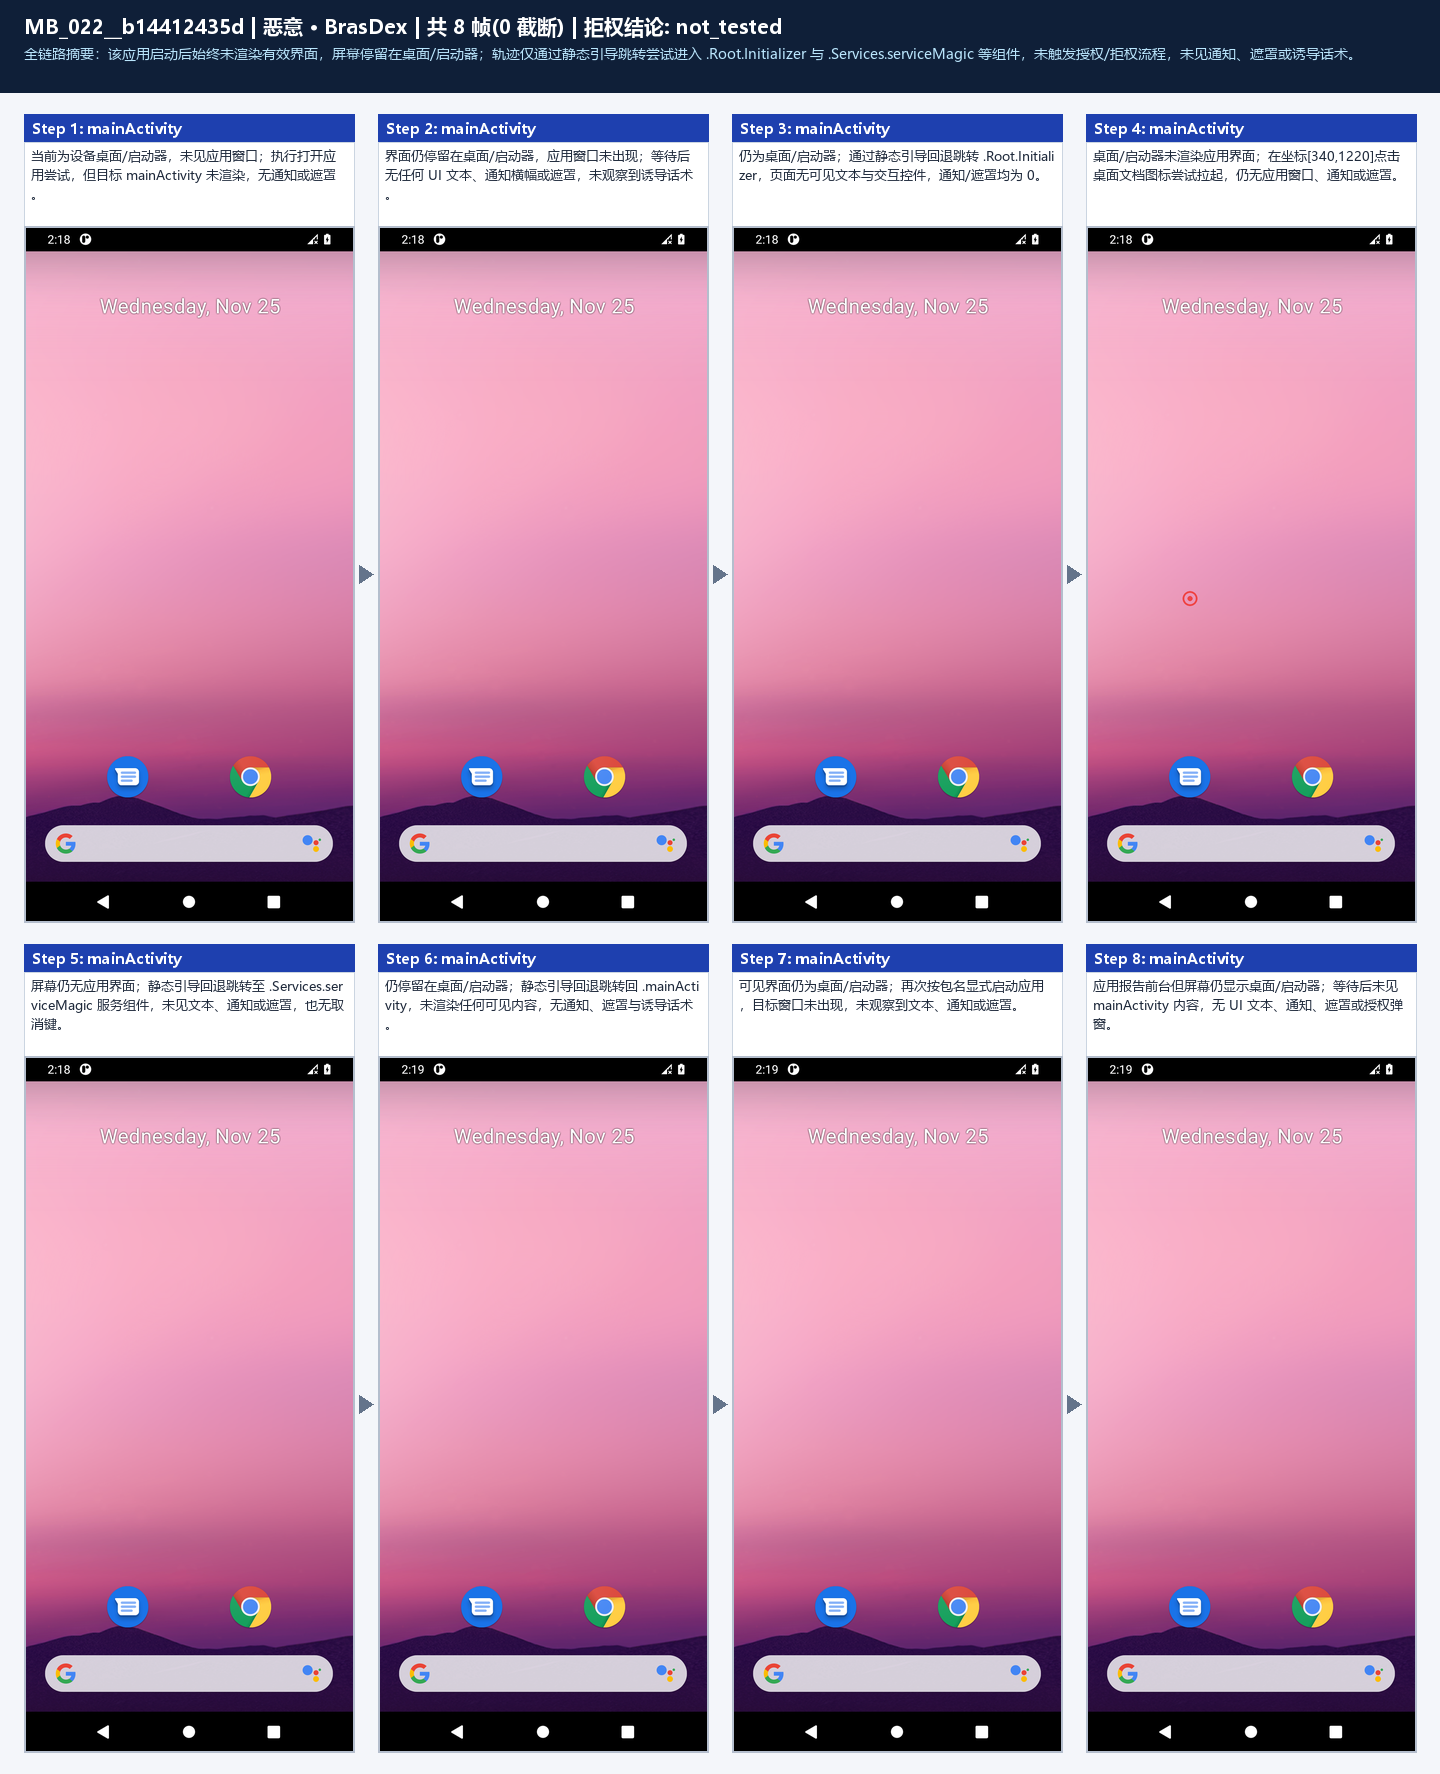 MB_022__b14412435d | 恶意 • BrasDex | 共 8 帧(0 截断) | 拒权结论: not_tested
全链路摘要：该应用启动后始终未渲染有效界面，屏幕停留在桌面/启动器；轨迹仅通过静态引导跳转尝试进入 .Root.Initializer 与 .Services.serviceMagic 等组件，未触发授权/拒权流程，未见通知、遮罩或诱导话术。
Step 1: mainActivity
当前为设备桌面/启动器，未见应用窗口；执行打开应
用尝试，但目标 mainActivity 未渲染，无通知或遮罩
。
2:18
Wednesday, Nov 25
Step 2: mainActivity
界面仍停留在桌面/启动器，应用窗口未出现；等待后
无任何 UI 文本、通知横幅或遮罩，未观察到诱导话术
。
2:18
Wednesday, Nov 25
Step 3: mainActivity
仍为桌面/启动器；通过静态引导回退跳转 .Root.Initiali
zer，页面无可见文本与交互控件，通知/遮罩均为 0。
2:18
Wednesday, Nov 25
Step 4: mainActivity
桌面/启动器未渲染应用界面；在坐标[340,1220]点击
桌面文档图标尝试拉起，仍无应用窗口、通知或遮罩。
2:18
Wednesday, Nov 25
Step 5: mainActivity
屏幕仍无应用界面；静态引导回退跳转至 .Services.ser
viceMagic 服务组件，未见文本、通知或遮罩，也无取
消键。
2:18
Wednesday, Nov 25
Step 6: mainActivity
仍停留在桌面/启动器；静态引导回退跳转回 .mainActi
vity，未渲染任何可见内容，无通知、遮罩与诱导话术
。
2:19
Wednesday, Nov 25
Step 7: mainActivity
可见界面仍为桌面/启动器；再次按包名显式启动应用
，目标窗口未出现，未观察到文本、通知或遮罩。
2:19
Wednesday, Nov 25
Step 8: mainActivity
应用报告前台但屏幕仍显示桌面/启动器；等待后未见
mainActivity 内容，无 UI 文本、通知、遮罩或授权弹
窗。
2:19
Wednesday, Nov 25